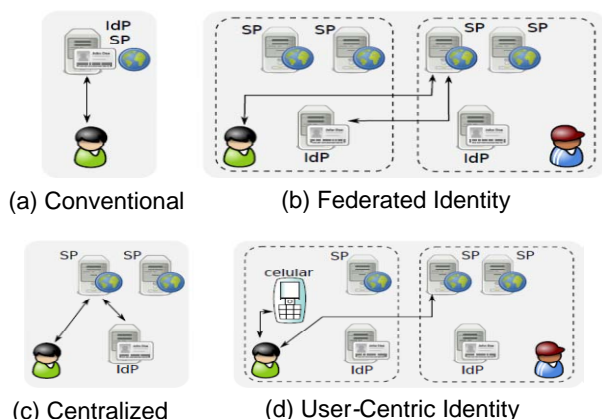 IdP
SP
(a) Conventional
SP SP SP SP
IdP IdP
(b) Federated Identity
SP SP
IdP
(c) Centralized
SP SP SP
celular
IdP IdP
(d) User-Centric Identity